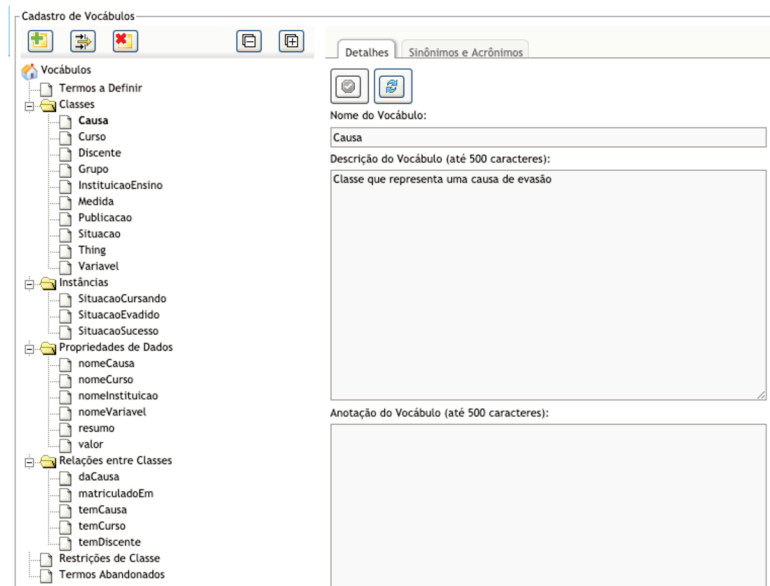 Cadastro de Vocábulos
Vocábulos
Termos a Definir
Classes
Causa
Curso
Discente
Grupo
InstituicaoEnsino
Medida
Publicacao
Situacao
Thing
Variavel
Instâncias
SituacaoCursando
SituacaoEvadido
SituacaoSucesso
Propriedades de Dados
nomeCausa
nomeCurso
nomeInstituicao
nomeVariavel
resumo
valor
Relações entre Classes
daCausa
matriculadoEm
temCausa
temCurso
temDiscente
Restrições de Classe
Termos Abandonados
Detalhes
Sinônimos e Acrônimos
Nome do Vocábulo:
Causa
Descrição do Vocábulo (até 500 caracteres):
Classe que representa uma causa de evasão
Anotação do Vocábulo (até 500 caracteres):